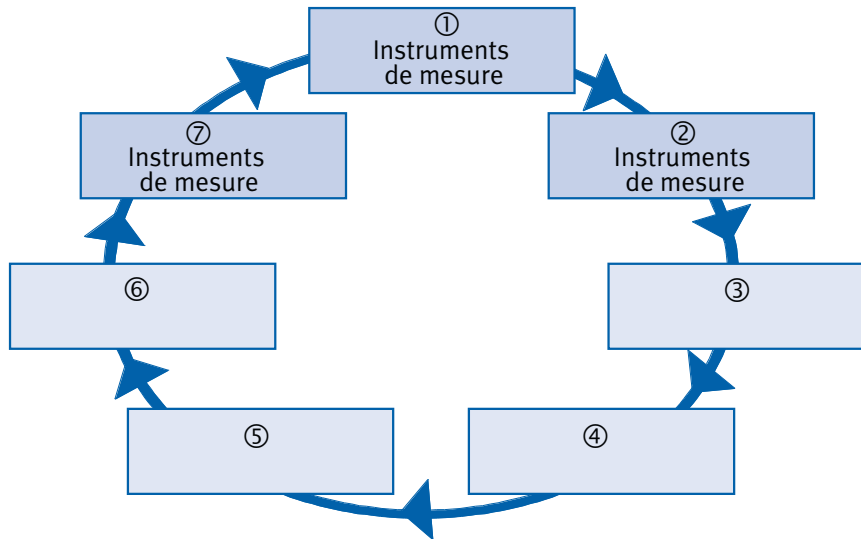 ①
Instruments
de mesure
②
Instruments
de mesure
③
④
⑤
⑥
⑦
Instruments
de mesure